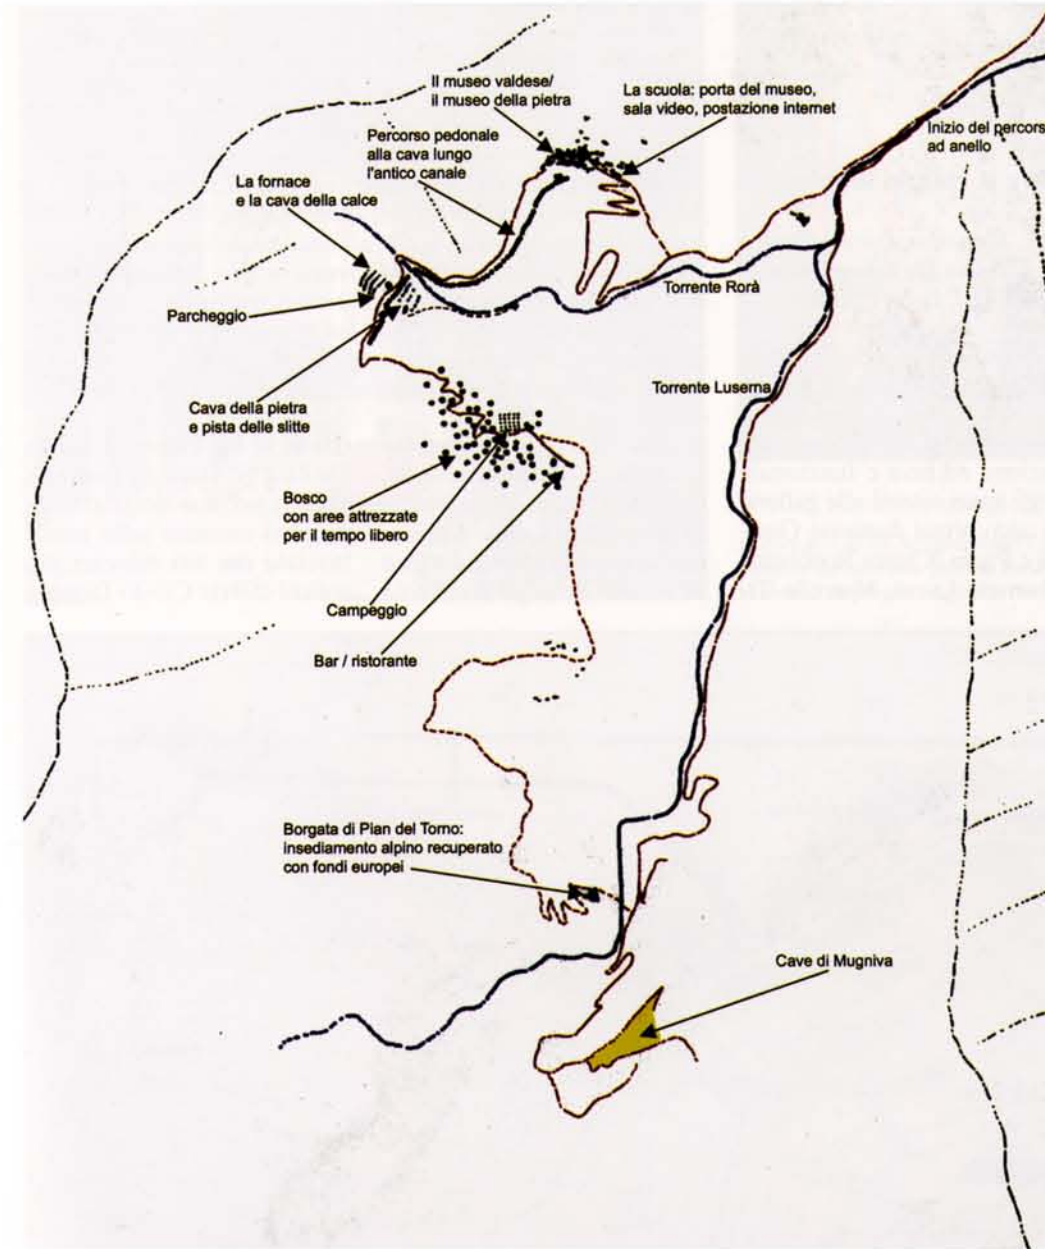 Il museo valdese/
il museo della pietra
La scuola: porta del museo,
sala video, postazione internet
Percorso pedonale
alla cava lungo
l'antico canale
Inizio del percors
ad anello
La fornace
e la cava della calce
Torrente Rorà
Parcheggio
Torrente Luserna
Cava della pietra
e pista delle slitte
Bosco
con aree attrezzate
per il tempo libero
Campeggio
Bar / ristorante
Borgata di Pian del Torno:
insediamento alpino recuperato
con fondi europei
Cave di Mugniva